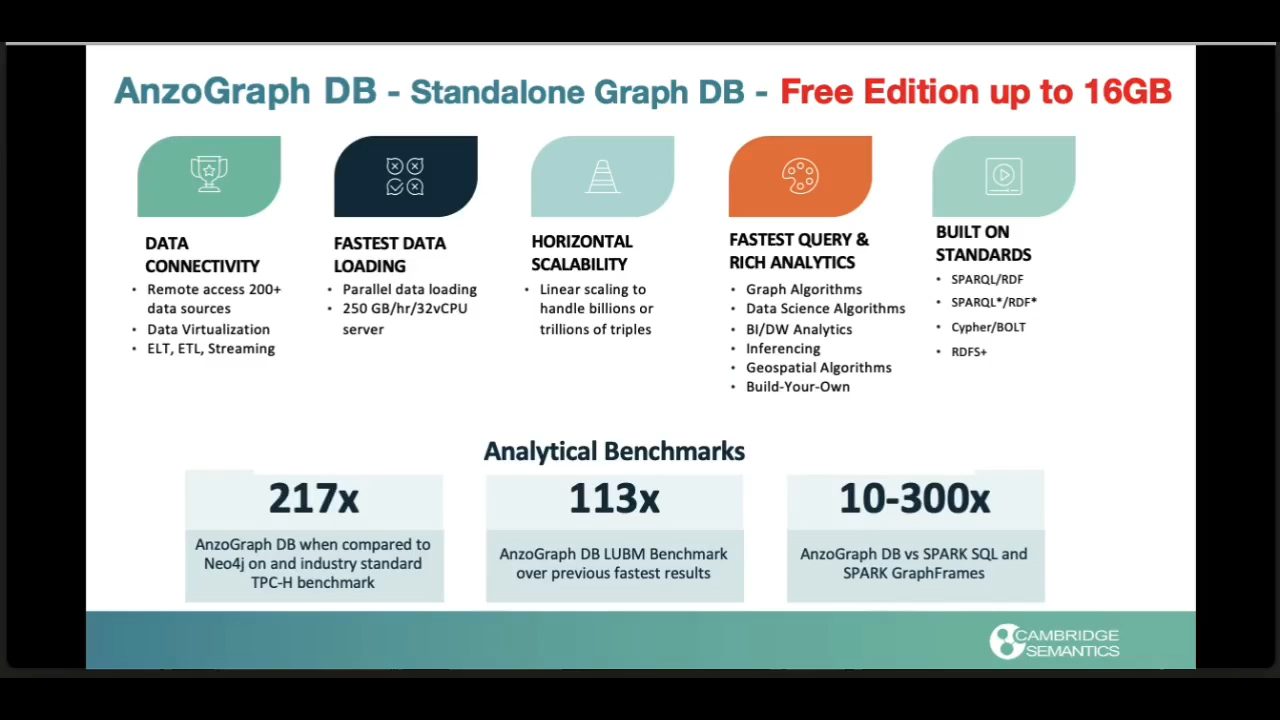 AnzoGraph DB - Standalone Graph DB - Free Edition up to 16GB
DATA
CONNECTIVITY
• Remote access 200+
data sources
• Data Virtualization
• ELT, ETL, Streaming
FASTEST DATA
LOADING
• Parallel data loading
• 250 GB/hr/32vCPU
server
HORIZONTAL
SCALABILITY
• Linear scaling to
handle billions or
trillions of triples
FASTEST QUERY &
RICH ANALYTICS
• Graph Algorithms
• Data Science Algorithms
• BI/DW Analytics
• Inferencing
• Geospatial Algorithms
• Build-Your-Own
BUILT ON
STANDARDS
• SPARQL/RDF
• SPARQL*/RDF*
• Cypher/BOLT
• RDFS+
Analytical Benchmarks
217x
AnzoGraph DB when compared to
Neo4j on and industry standard
TPC-H benchmark
113x
AnzoGraph DB LUBM Benchmark
over previous fastest results
10-300x
AnzoGraph DB vs SPARK SQL and
SPARK GraphFrames
CAMBRIDGE
SEMANTICS